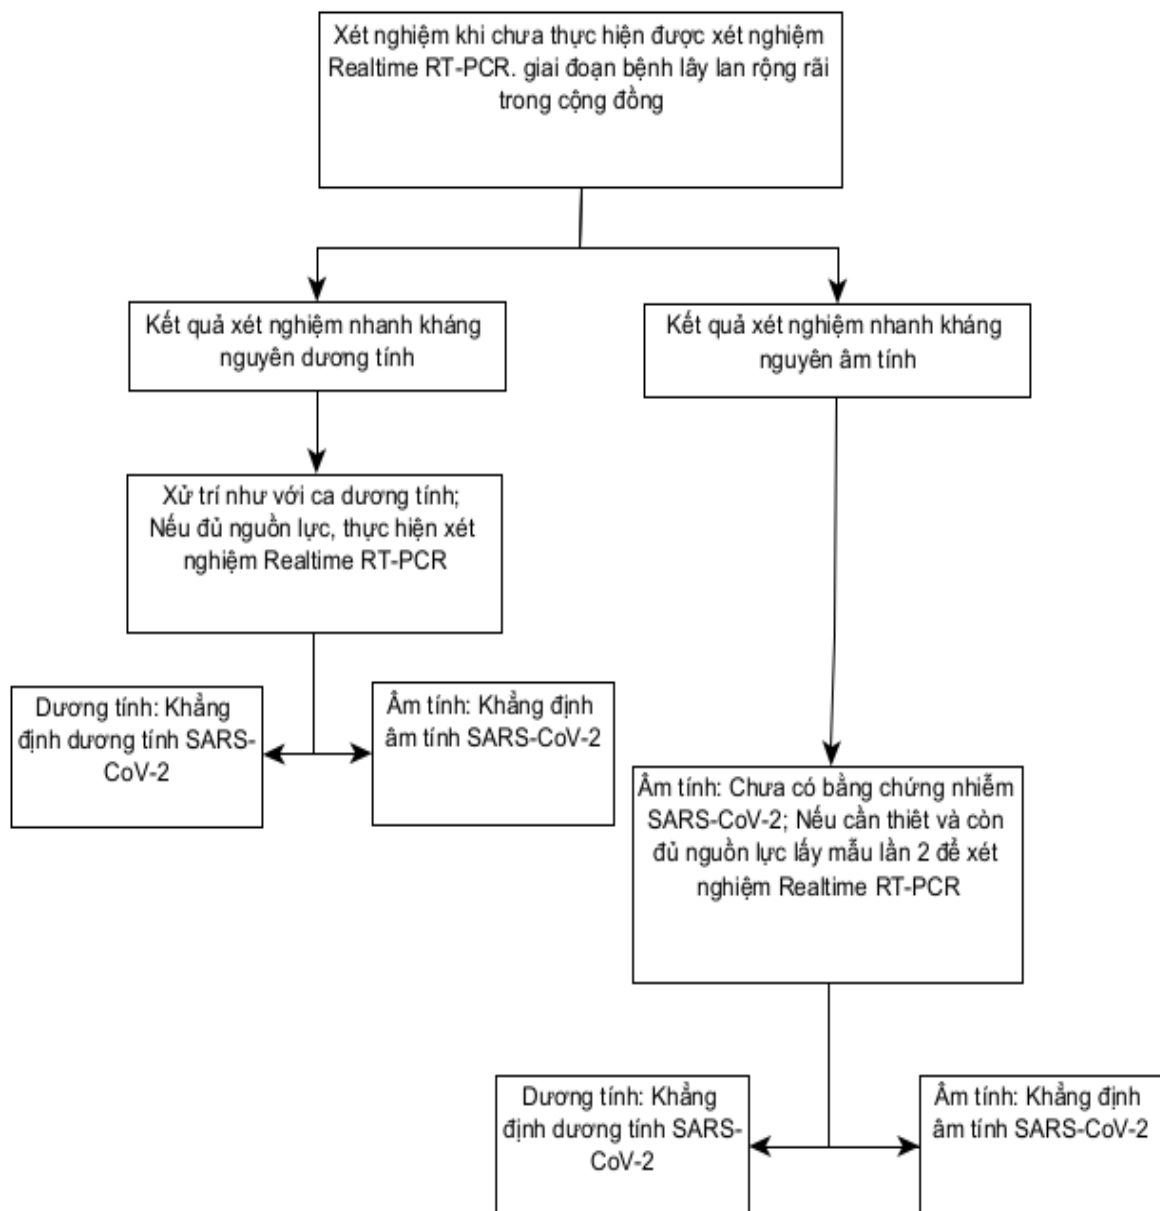 Xét nghiệm khi chưa thực hiện được xét nghiệm
Realtime RT-PCR. giai đoạn bệnh lây lan rộng rãi
trong cộng đồng
Kết quả xét nghiệm nhanh kháng
nguyên dương tính
Kết quả xét nghiệm nhanh kháng
nguyên âm tính
Xử trí như với ca dương tính;
Nếu đủ nguồn lực, thực hiện xét
nghiệm Realtime RT-PCR
Dương tính: Khẳng
định dương tính SARS-
CoV-2
Âm tính: Khẳng định
âm tính SARS-CoV-2
Âm tính: Chưa có bằng chứng nhiễm
SARS-CoV-2; Nếu cần thiêt và còn
đủ nguồn lực lấy mẫu lần 2 để xét
nghiệm Realtime RT-PCR
Dương tính: Khẳng
định dương tính SARS-
CoV-2
Âm tính: Khẳng định
âm tính SARS-CoV-2